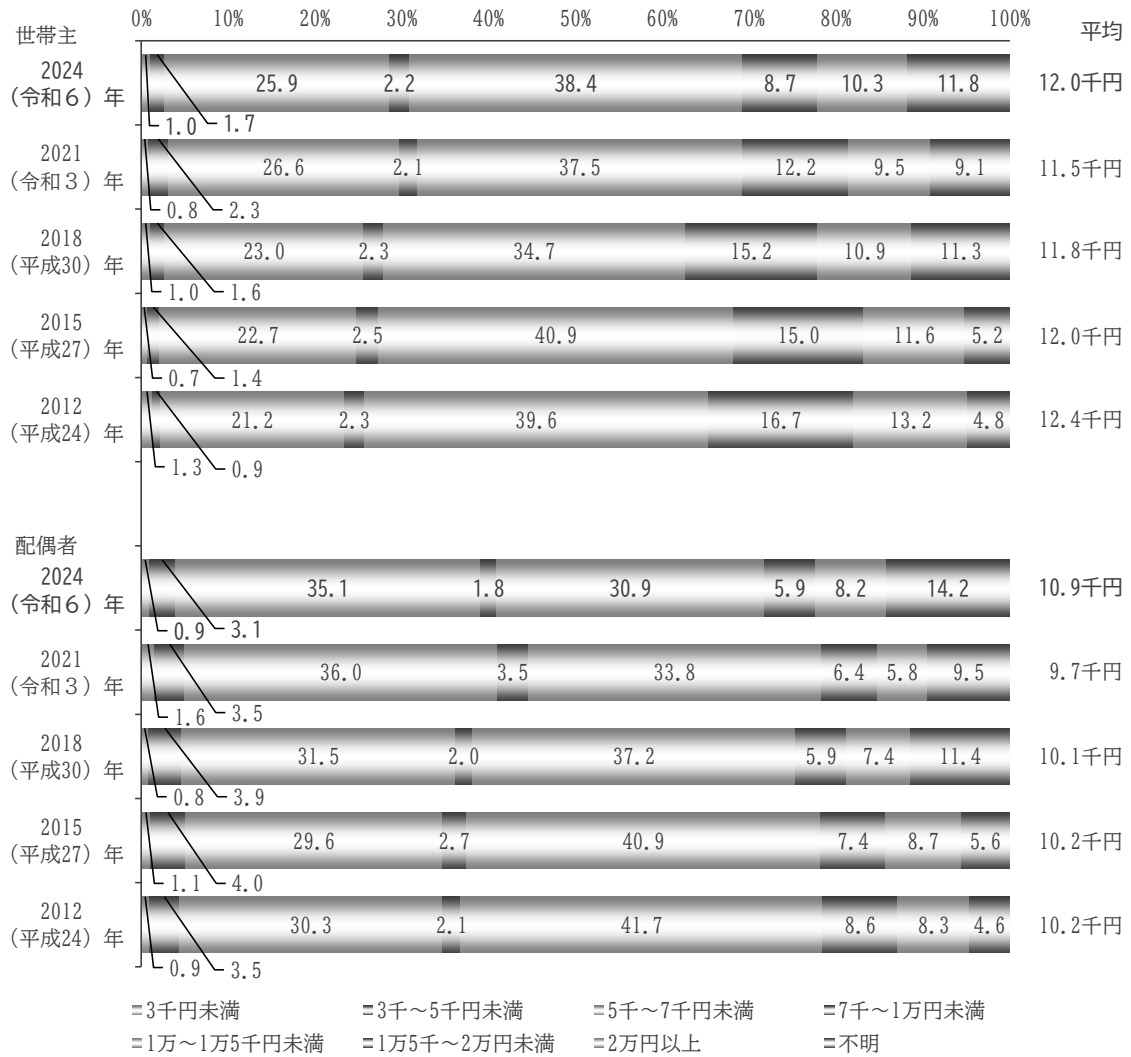 0% 10% 20% 30% 40% 50% 60% 70% 80% 90% 100%
世帯主 平均
2024
（令和６）年 25.9 2.2 38.4 8.7 10.3 11.8 12.0千円
1.0 1.7
2021
（令和３）年 26.6 2.1 37.5 12.2 9.5 9.1 11.5千円
0.8 2.3
2018
（平成30）年 23.0 2.3 34.7 15.2 10.9 11.3 11.8千円
1.0 1.6
2015
（平成27）年 22.7 2.5 40.9 15.0 11.6 5.2 12.0千円
0.7 1.4
2012
（平成24）年 21.2 2.3 39.6 16.7 13.2 4.8 12.4千円
1.3 0.9
配偶者
2024
（令和６）年 35.1 1.8 30.9 5.9 8.2 14.2 10.9千円
0.9 3.1
2021
（令和３）年 36.0 3.5 33.8 6.4 5.8 9.5 9.7千円
1.6 3.5
2018
（平成30）年 31.5 2.0 37.2 5.9 7.4 11.4 10.1千円
0.8 3.9
2015
（平成27）年 29.6 2.7 40.9 7.4 8.7 5.6 10.2千円
1.1 4.0
2012
（平成24）年 30.3 2.1 41.7 8.6 8.3 4.6 10.2千円
0.9 3.5
3千円未満 3千～5千円未満 5千～7千円未満 7千～1万円未満
1万～1万5千円未満 1万5千～2万円未満 2万円以上 不明